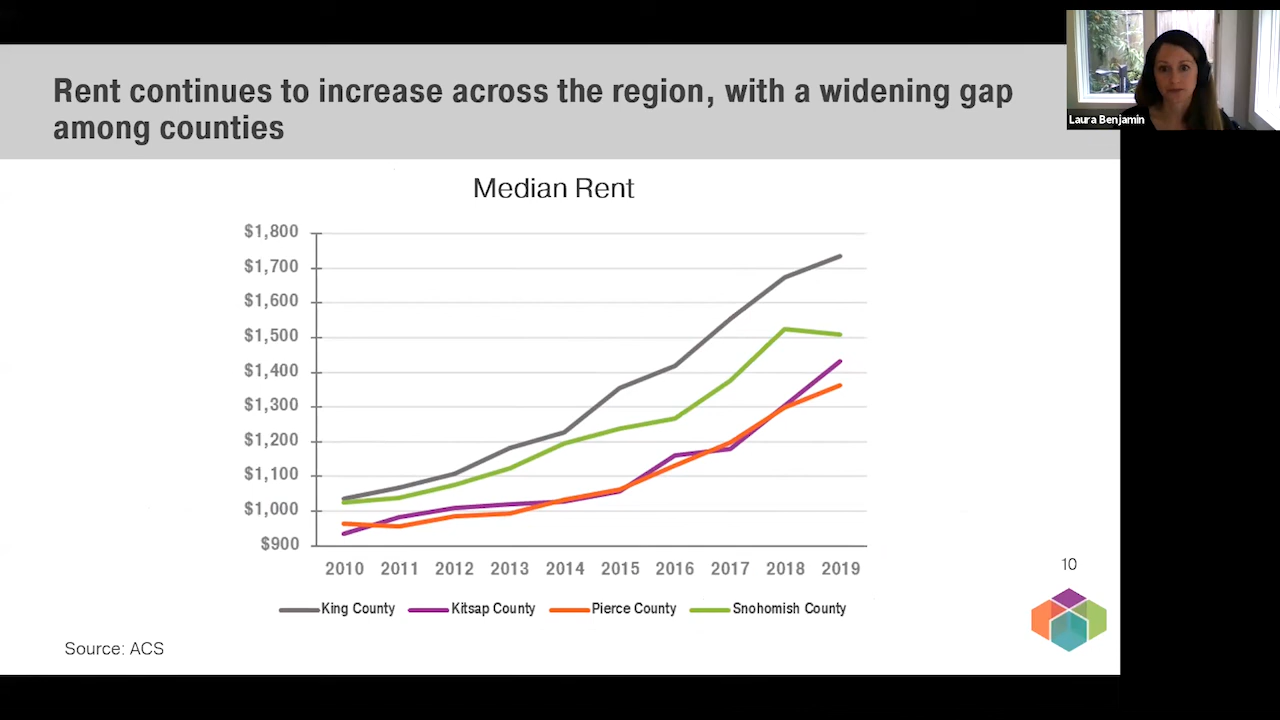 Rent continues to increase across the region, with a widening gap
among counties
Laura Benjamin
Median Rent
$1,800
$1,700
$1,600
$1,500
$1,400
$1,300
$1,200
$1,100
$1,000
$900
2010 2011 2012 2013 2014 2015 2016 2017 2018 2019
King County Kitsap County Pierce County Snohomish County
10
Source: ACS